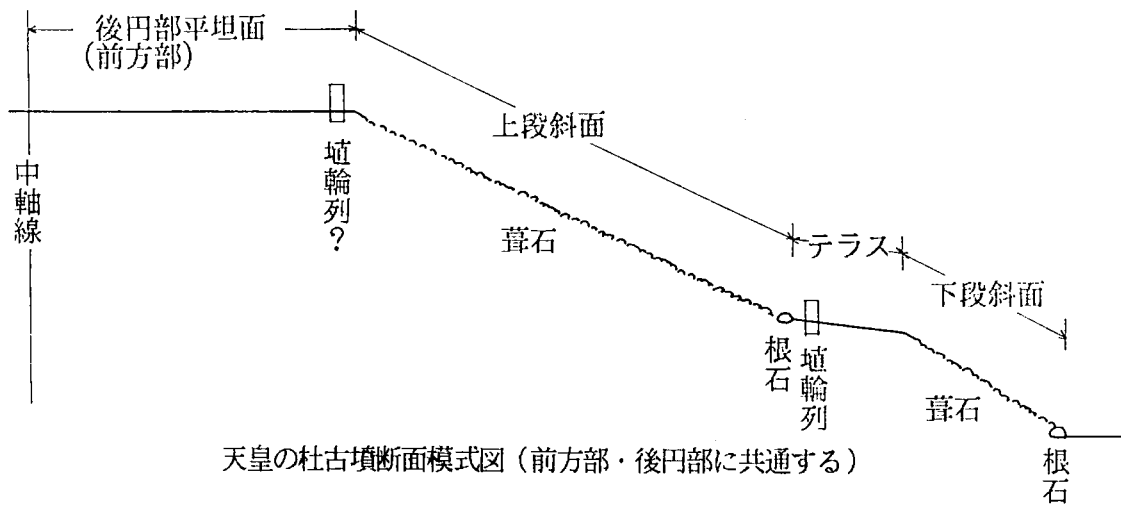 後円部平坦面
(前方部)
上段斜面
埴輪列?
中軸線
葺石
テラス
下段斜面
根石
埴輪列
葺石
根石
天皇の杜古墳断面模式図(前方部・後円部に共通する)